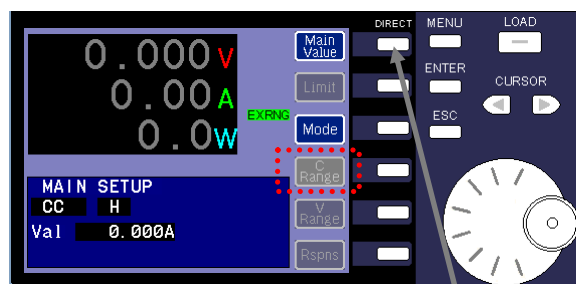 DIRECT
MENU
LOAD
0.000V
Main
Value
ENTER
0.00A
Limit
CURSOR
EXRNG
0.0W
Mode
ESC
C
Range
MAIN SETUP
CC H
Val 0.000A
V
Range
Rspns